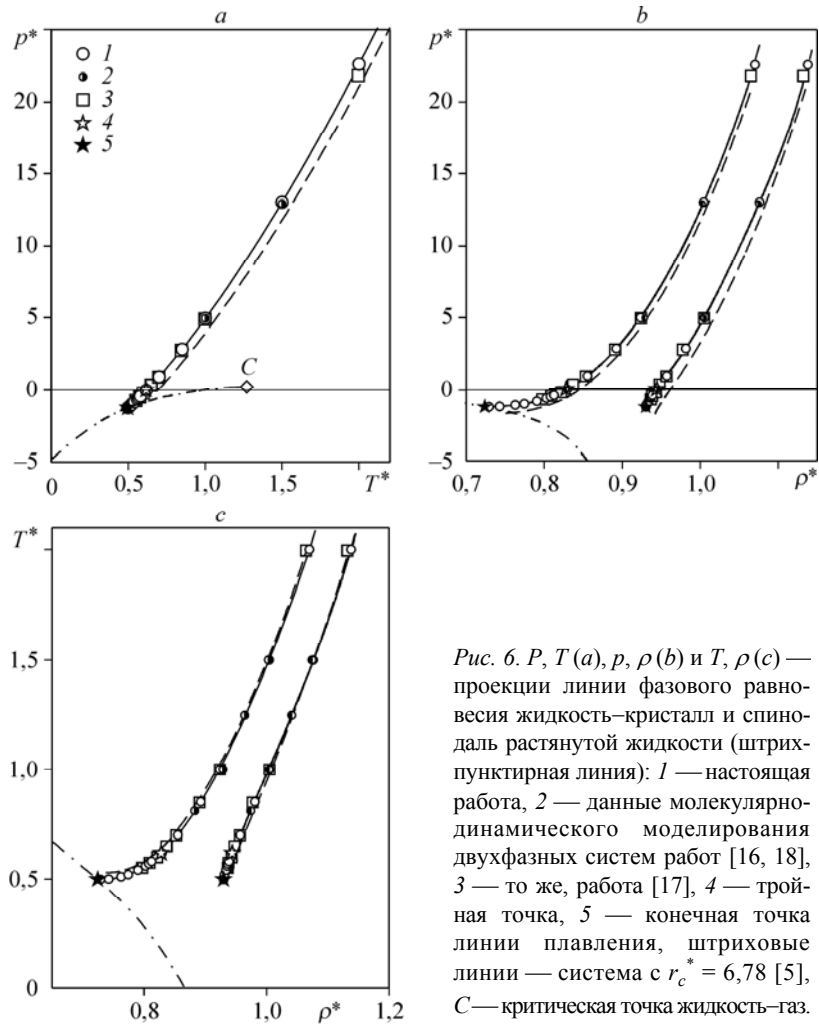 a
p*
20
15
10
5
0
−5
1
2
3
4
5
C
0
0,5
1,0
1,5
T*
b
p*
20
15
10
5
0
−5
0,7
0,8
0,9
1,0
ρ*
c
T*
1,5
1,0
0,5
0
0,8
1,0
ρ*
1,2
Рис. 6. P, T (a), p, ρ (b) и T, ρ (c) —
проекции линии фазового равно-
весия жидкость–кристалл и спино-
даль растянутой жидкости (штрих-
пунктирная линия): 1 — настоящая
работа, 2 — данные молекулярно-
динамического моделирования
двухфазных систем работ [16, 18],
3 — то же, работа [17], 4 — трой-
ная точка, 5 — конечная точка
линии плавления, штриховые
линии — система с r_c^* = 6,78 [5],
C — критическая точка жидкость–газ.